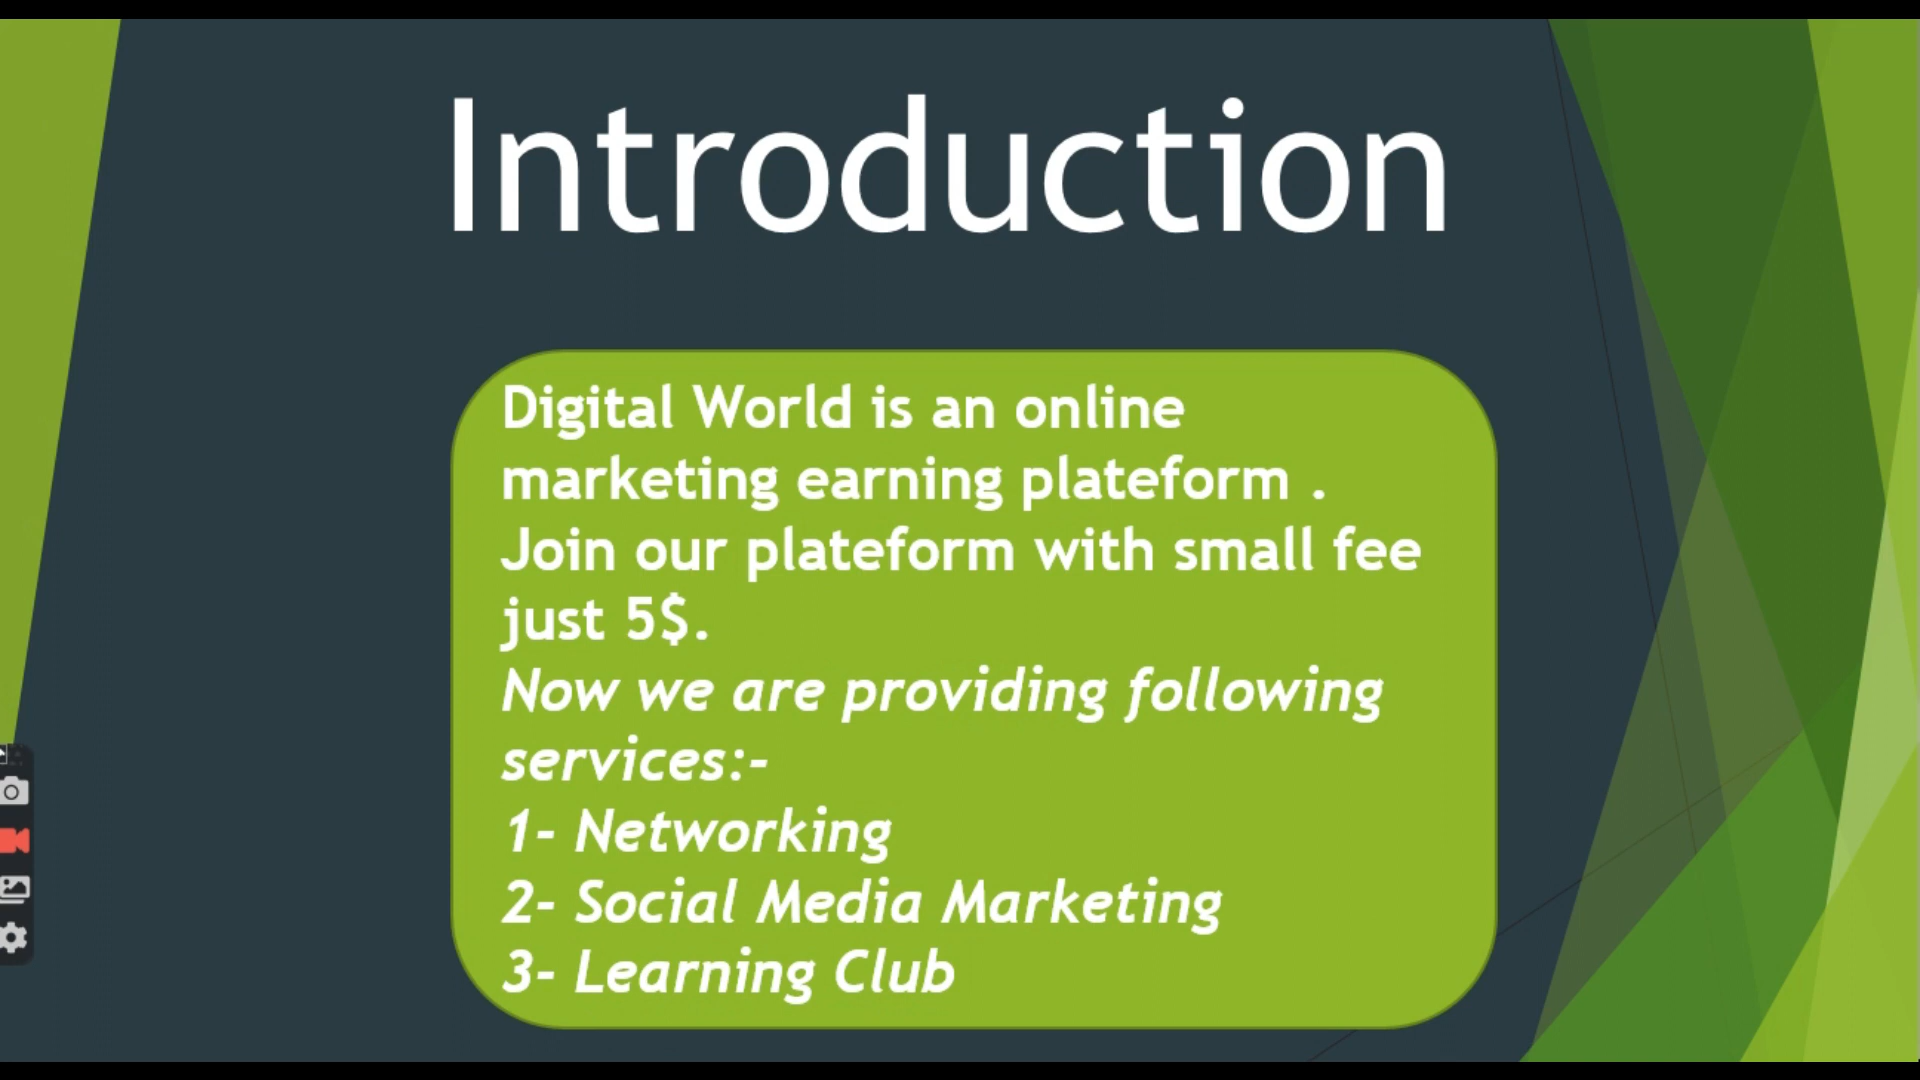 Introduction
Digital World is an online
marketing earning plateform .
Join our plateform with small fee
just 5$.
Now we are providing following
services:-
1- Networking
2- Social Media Marketing
3- Learning Club